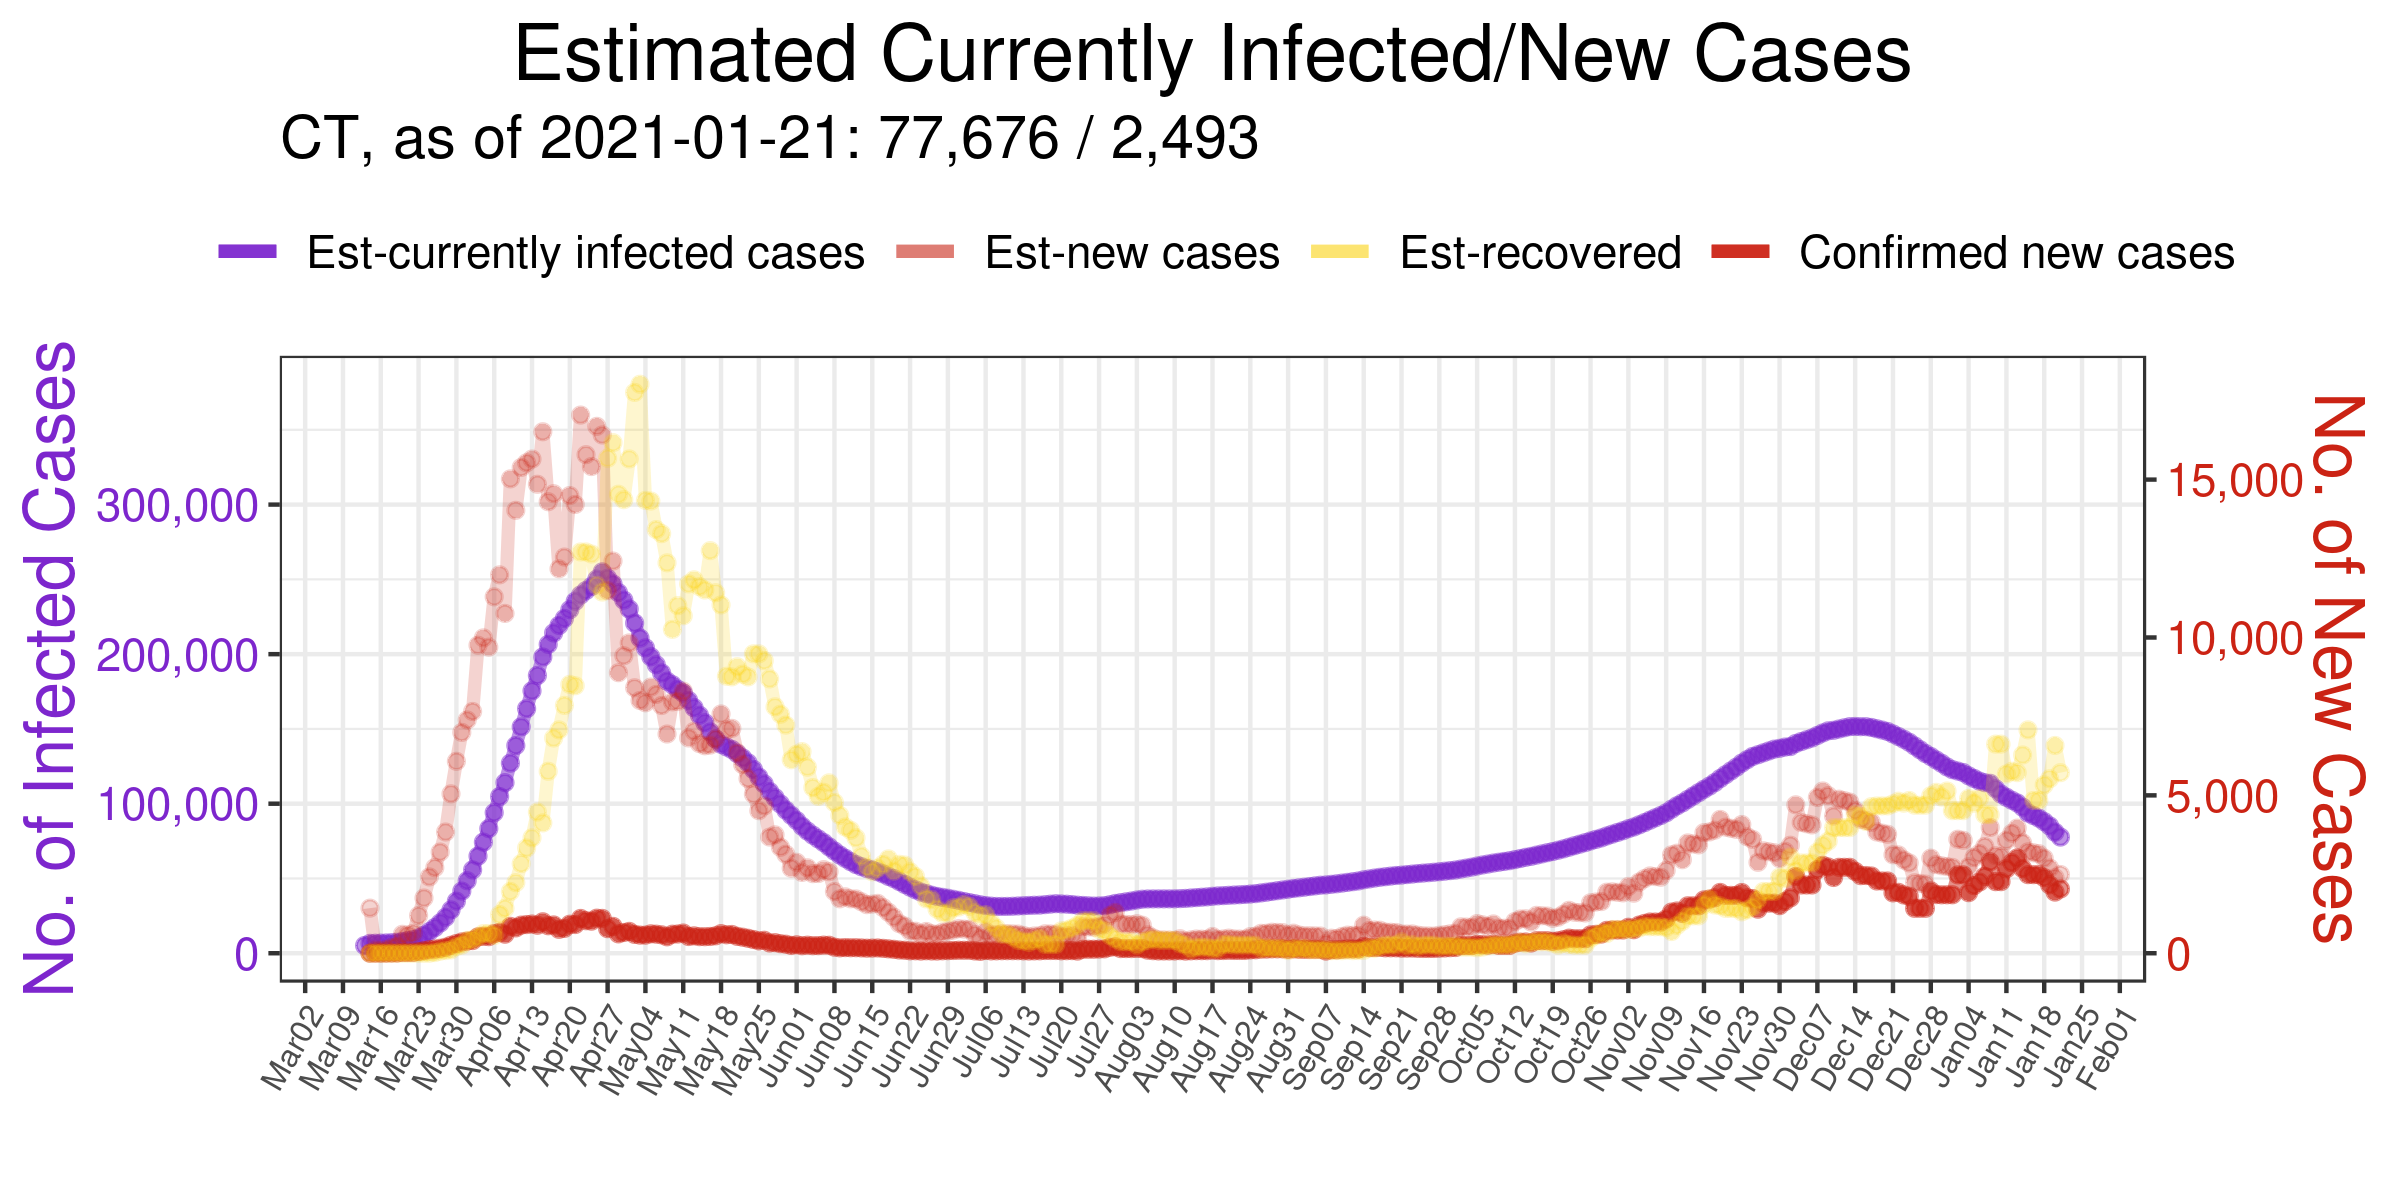 Estimated Currently Infected/New Cases
CT, as of 2021-01-21: 77,676 / 2,493
Est-currently infected cases Est-new cases Est-recovered Confirmed new cases
No. of Infected Cases
300,000
200,000
100,000
0
15,000
10,000
5,000
0
No. of New Cases
Mar02 Mar09 Mar16 Mar23 Mar30 Apr06 Apr13 Apr20 Apr27 May04 May11 May18 May25 Jun01 Jun08 Jun15 Jun22 Jun29 Jul06 Jul13 Jul20 Jul27 Aug03 Aug10 Aug17 Aug24 Aug31 Sep07 Sep14 Sep21 Sep28 Oct05 Oct12 Oct19 Oct26 Nov02 Nov09 Nov16 Nov23 Nov30 Dec07 Dec14 Dec21 Dec28 Jan04 Jan11 Jan18 Jan25 Feb01